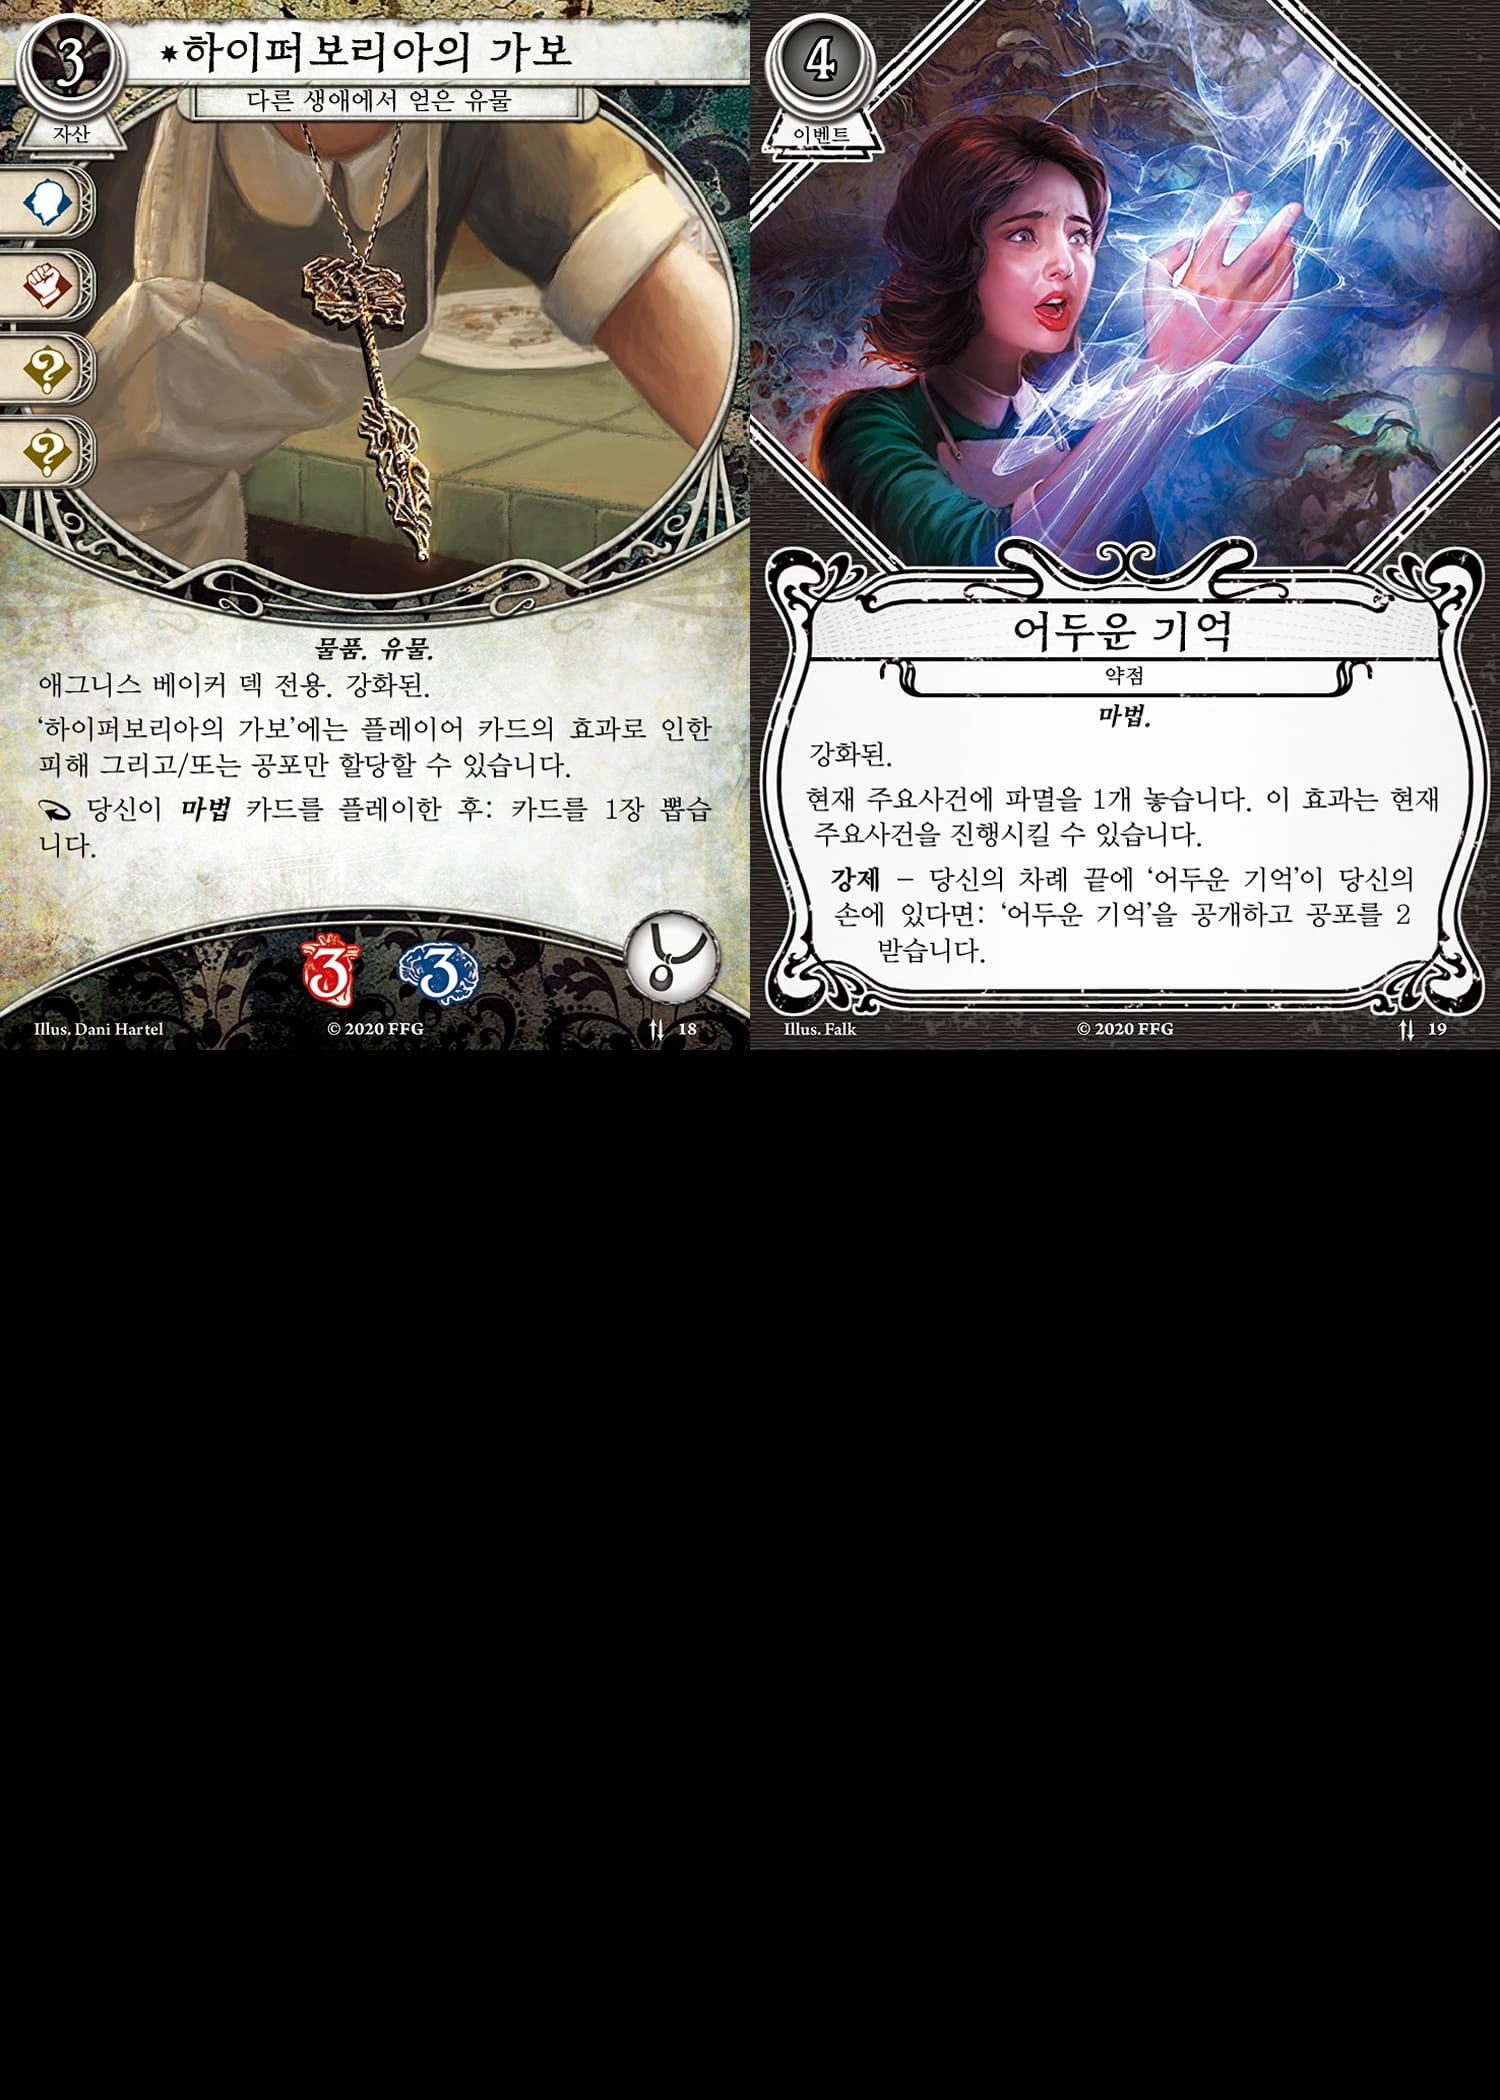 3
*하이퍼보리아의 가보
다른 생애에서 얻은 유물
자산
물품. 유물.
애그니스 베이커 덱 전용. 강화된.
‘하이퍼보리아의 가보’에는 플레이어 카드의 효과로 인한
피해 그리고/또는 공포만 할당할 수 있습니다.
당신이 마법 카드를 플레이한 후: 카드를 1장 뽑습
니다.
3 3
Illus. Dani Hartel © 2020 FFG 18
4
이벤트
어두운 기억
약점
마법.
강화된.
현재 주요사건에 파멸을 1개 놓습니다. 이 효과는 현재
주요사건을 진행시킬 수 있습니다.
강제 – 당신의 차례 끝에 ‘어두운 기억’이 당신의
손에 있다면: ‘어두운 기억’을 공개하고 공포를 2
받습니다.
Illus. Falk © 2020 FFG 19